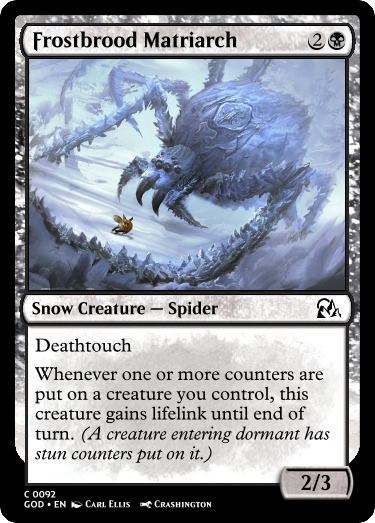 Frostbrood Matriarch 2
Snow Creature — Spider
Deathtouch
Whenever one or more counters are
put on a creature you control, this
creature gains lifelink until end of
turn. (A creature entering dormant has
stun counters put on it.)
2/3
C 0092
GOD • EN Carl Ellis Crashington